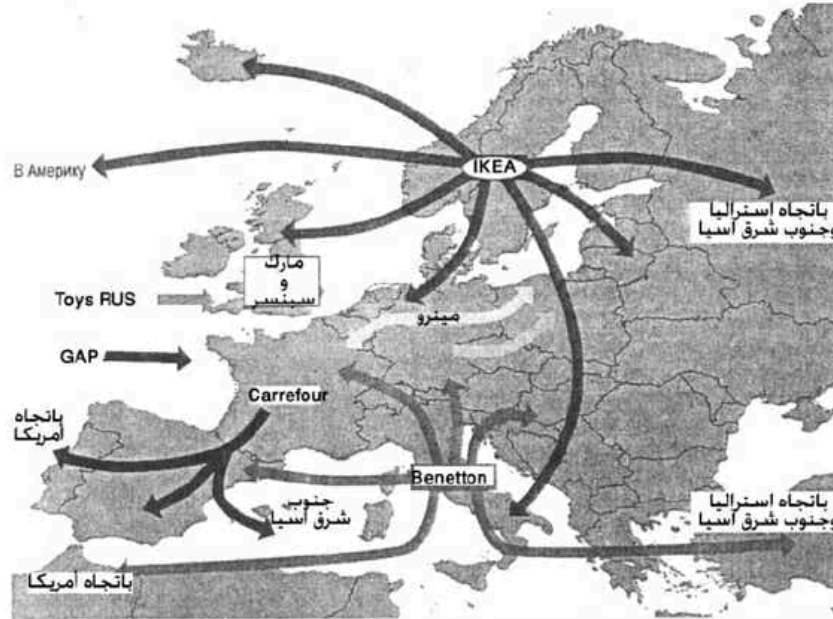 IKEA
В Америку
باتجاه استراليا
وجنوب شرق آسيا
مارك
و
سبنسر
Toys RUS
مينرو
GAP
Carrefour
باتجاه
أمريكا
Benetton
جنوب
شرق آسيا
باتجاه استراليا
وجنوب شرق آسيا
باتجاه أمريكا